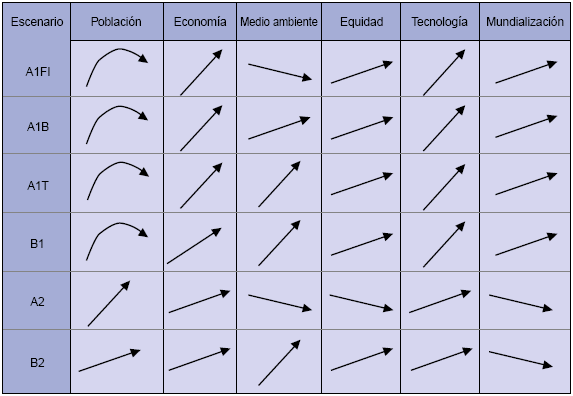 Escenario Población Economía Medio ambiente Equidad Tecnología Mundialización
A1FI
A1B
A1T
B1
A2
B2